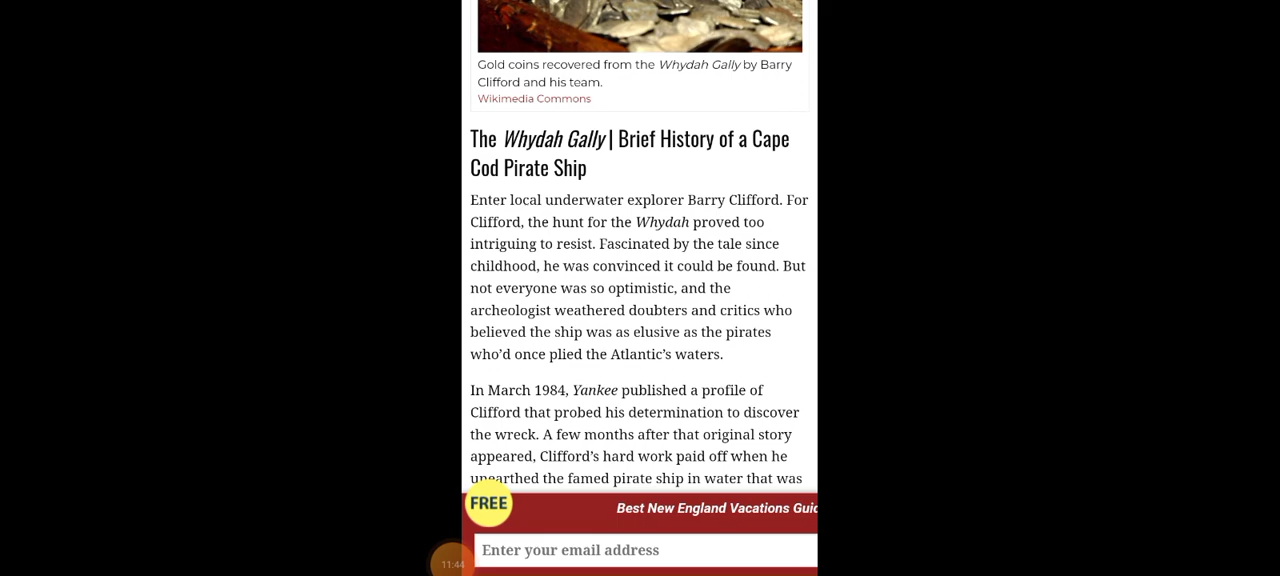 Gold coins recovered from the Whydah Gally by Barry
Clifford and his team.
Wikimedia Commons
The Whydah Gally | Brief History of a Cape
Cod Pirate Ship
Enter local underwater explorer Barry Clifford. For
Clifford, the hunt for the Whydah proved too
intriguing to resist. Fascinated by the tale since
childhood, he was convinced it could be found. But
not everyone was so optimistic, and the
archeologist weathered doubters and critics who
believed the ship was as elusive as the pirates
who’d once plied the Atlantic’s waters.
In March 1984, Yankee published a profile of
Clifford that probed his determination to discover
the wreck. A few months after that original story
appeared, Clifford’s hard work paid off when he
unearthed the famed pirate ship in water that was
FREE
Best New England Vacations Guid
Enter your email address
11:44